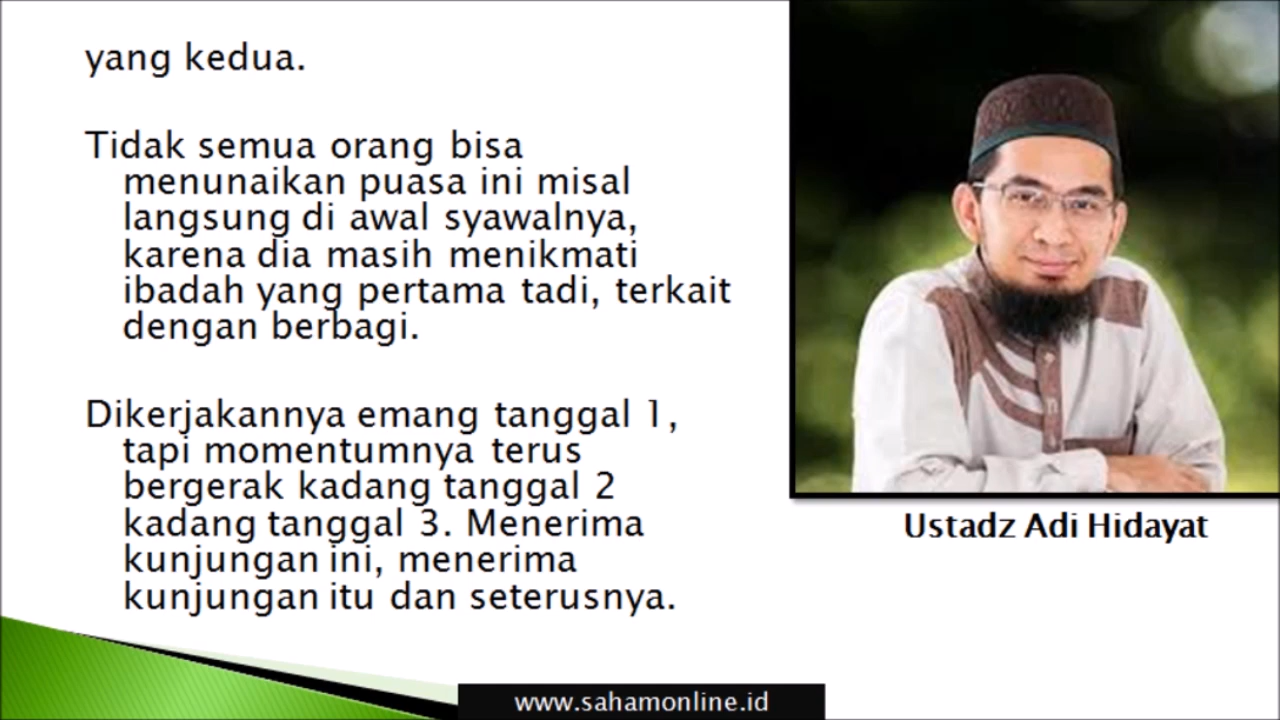 yang kedua.
Tidak semua orang bisa
menunaikan puasa ini misal
langsung di awal syawalnya,
karena dia masih menikmati
ibadah yang pertama tadi, terkait
dengan berbagi.
Dikerjakannya emang tanggal 1,
tapi momentumnya terus
bergerak kadang tanggal 2
kadang tanggal 3. Menerima
kunjungan ini, menerima
kunjungan itu dan seterusnya.
Ustadz Adi Hidayat
www.sahamonline.id